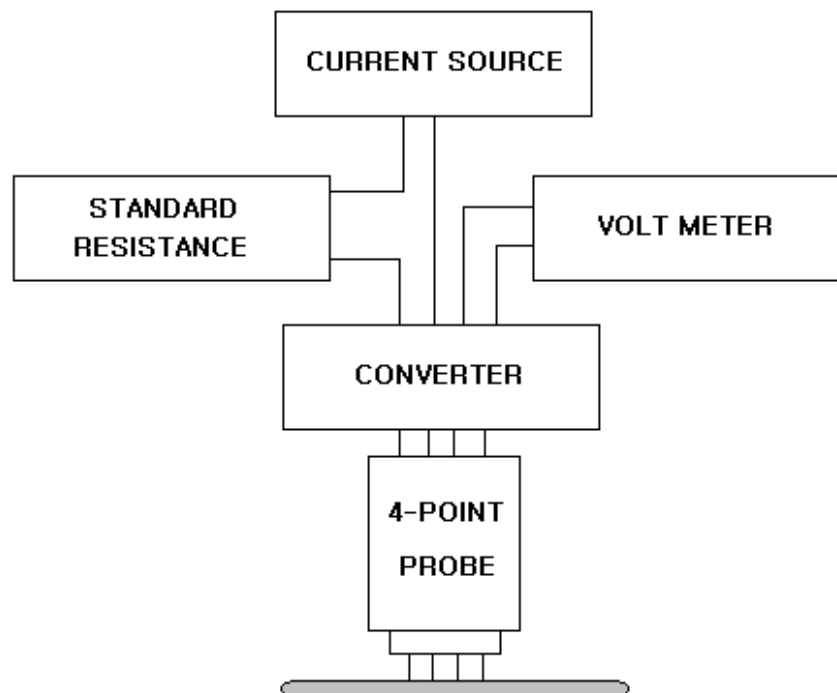 CURRENT SOURCE
STANDARD
RESISTANCE
VOLT METER
CONVERTER
4-POINT
PROBE